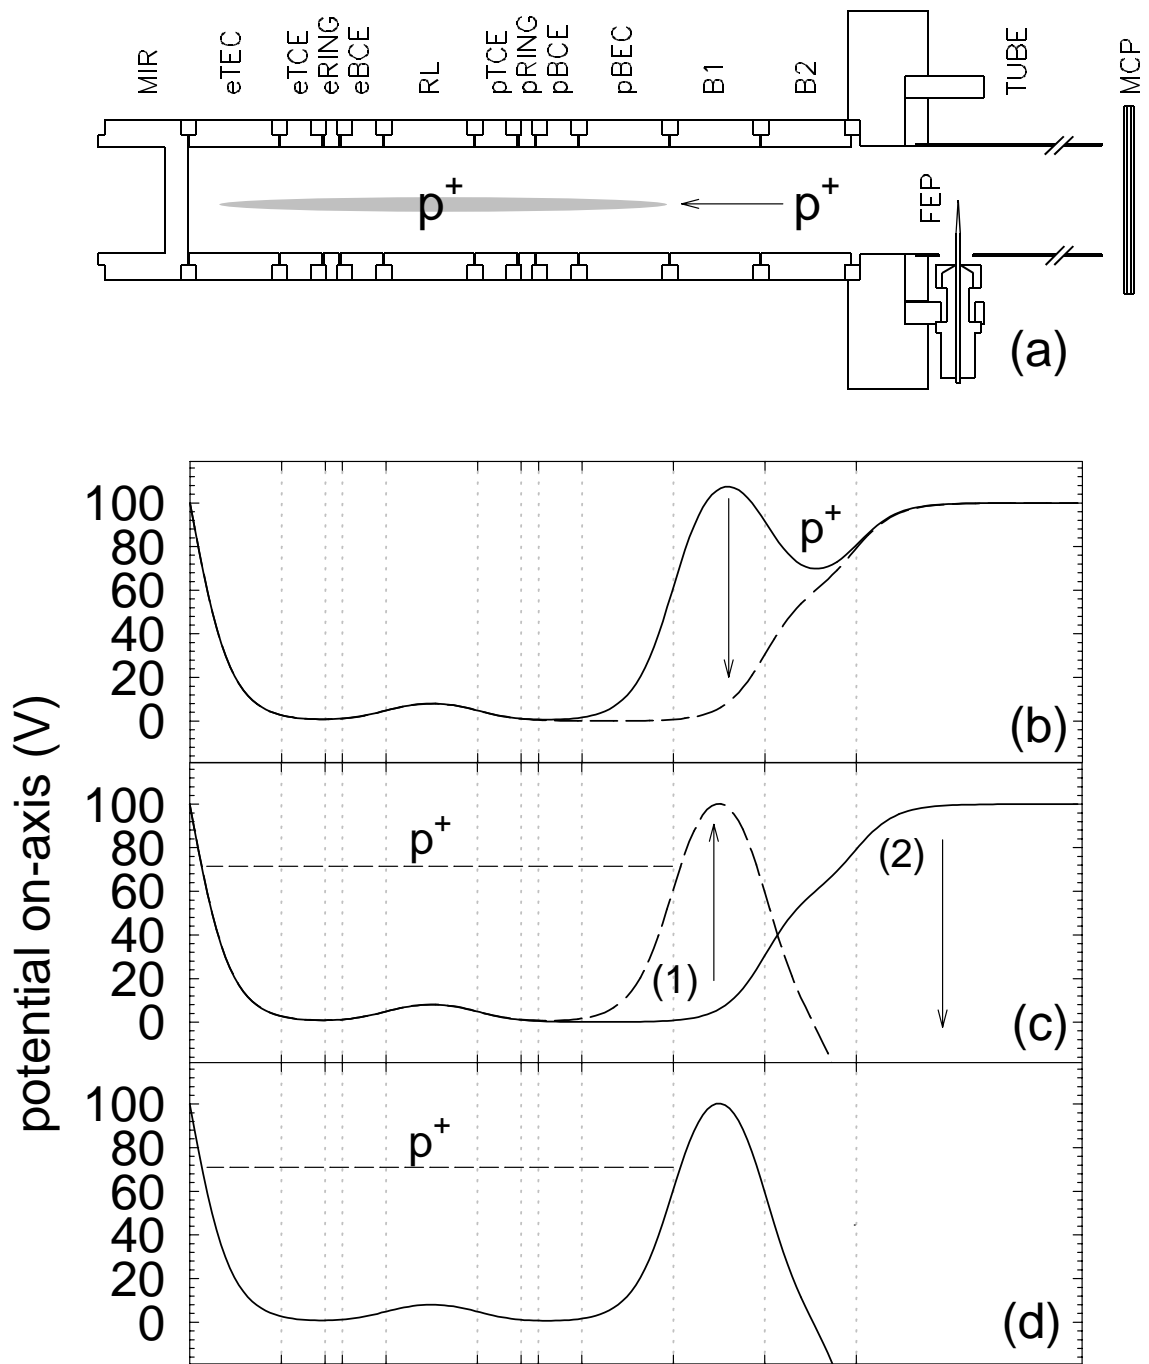 MIR
eTEC
eTCE
eRING
eBCE
RL
pTCE
pRING
pBCE
pBEC
B1
B2
TUBE
MCP
p+
p+
FEP
(a)
potential on-axis (V)
100
80
60
40
20
0
p+
(b)
100
80
60
40
20
0
p+
(1)
(2)
(c)
100
80
60
40
20
0
p+
(d)